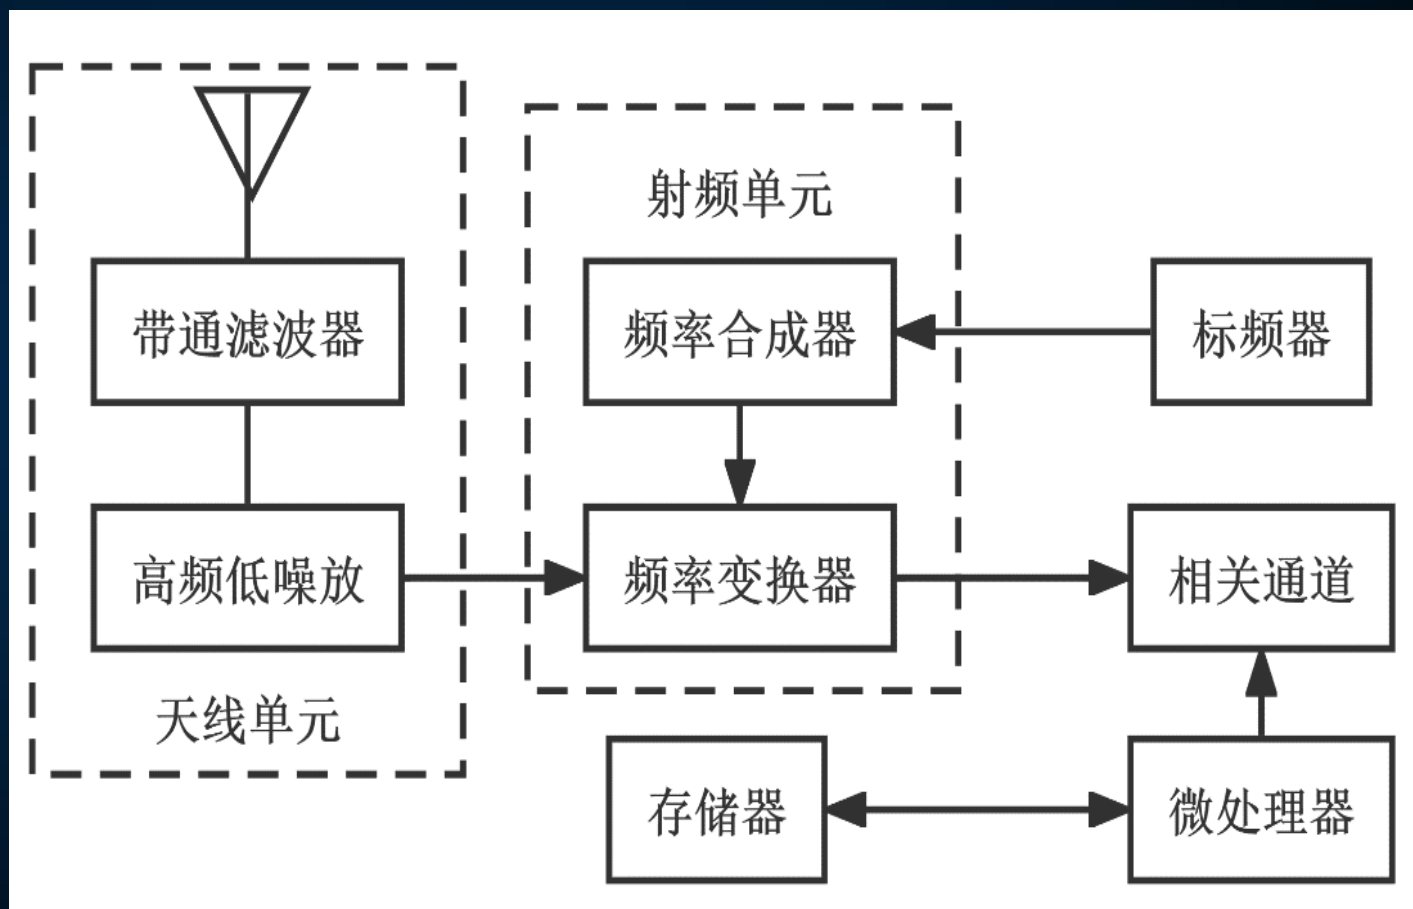 射频单元
带通滤波器
频率合成器
标频器
高频低噪放
频率变换器
相关通道
天线单元
存储器
微处理器